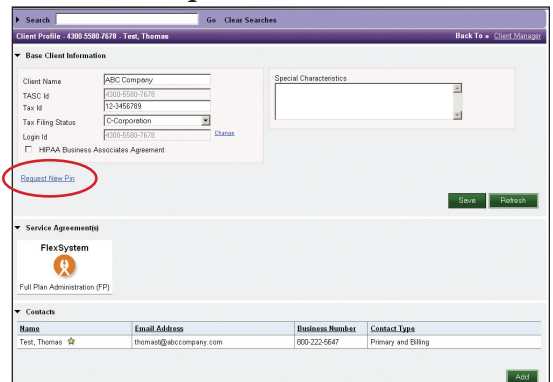 Search Go Clear Searches
Client Profile - 4300-5580-7678 - Test, Thomas Back To » Client Manager
Base Client Information
Client Name ABC Company Special Characteristics
TASC Id 4300-5580-7678
Tax Id 12-3456789
Tax Filing Status C-Corporation
Login Id 4300-5580-7678 Change
HIPAA Business Associates Agreement
Request New Pin
Save Refresh
Service Agreement(s)
FlexSystem
Full Plan Administration (FP)
Contacts
Name Email Address Business Number Contact Type
Test, Thomas thomast@abccompany.com 800-222-5647 Primary and Billing
Add